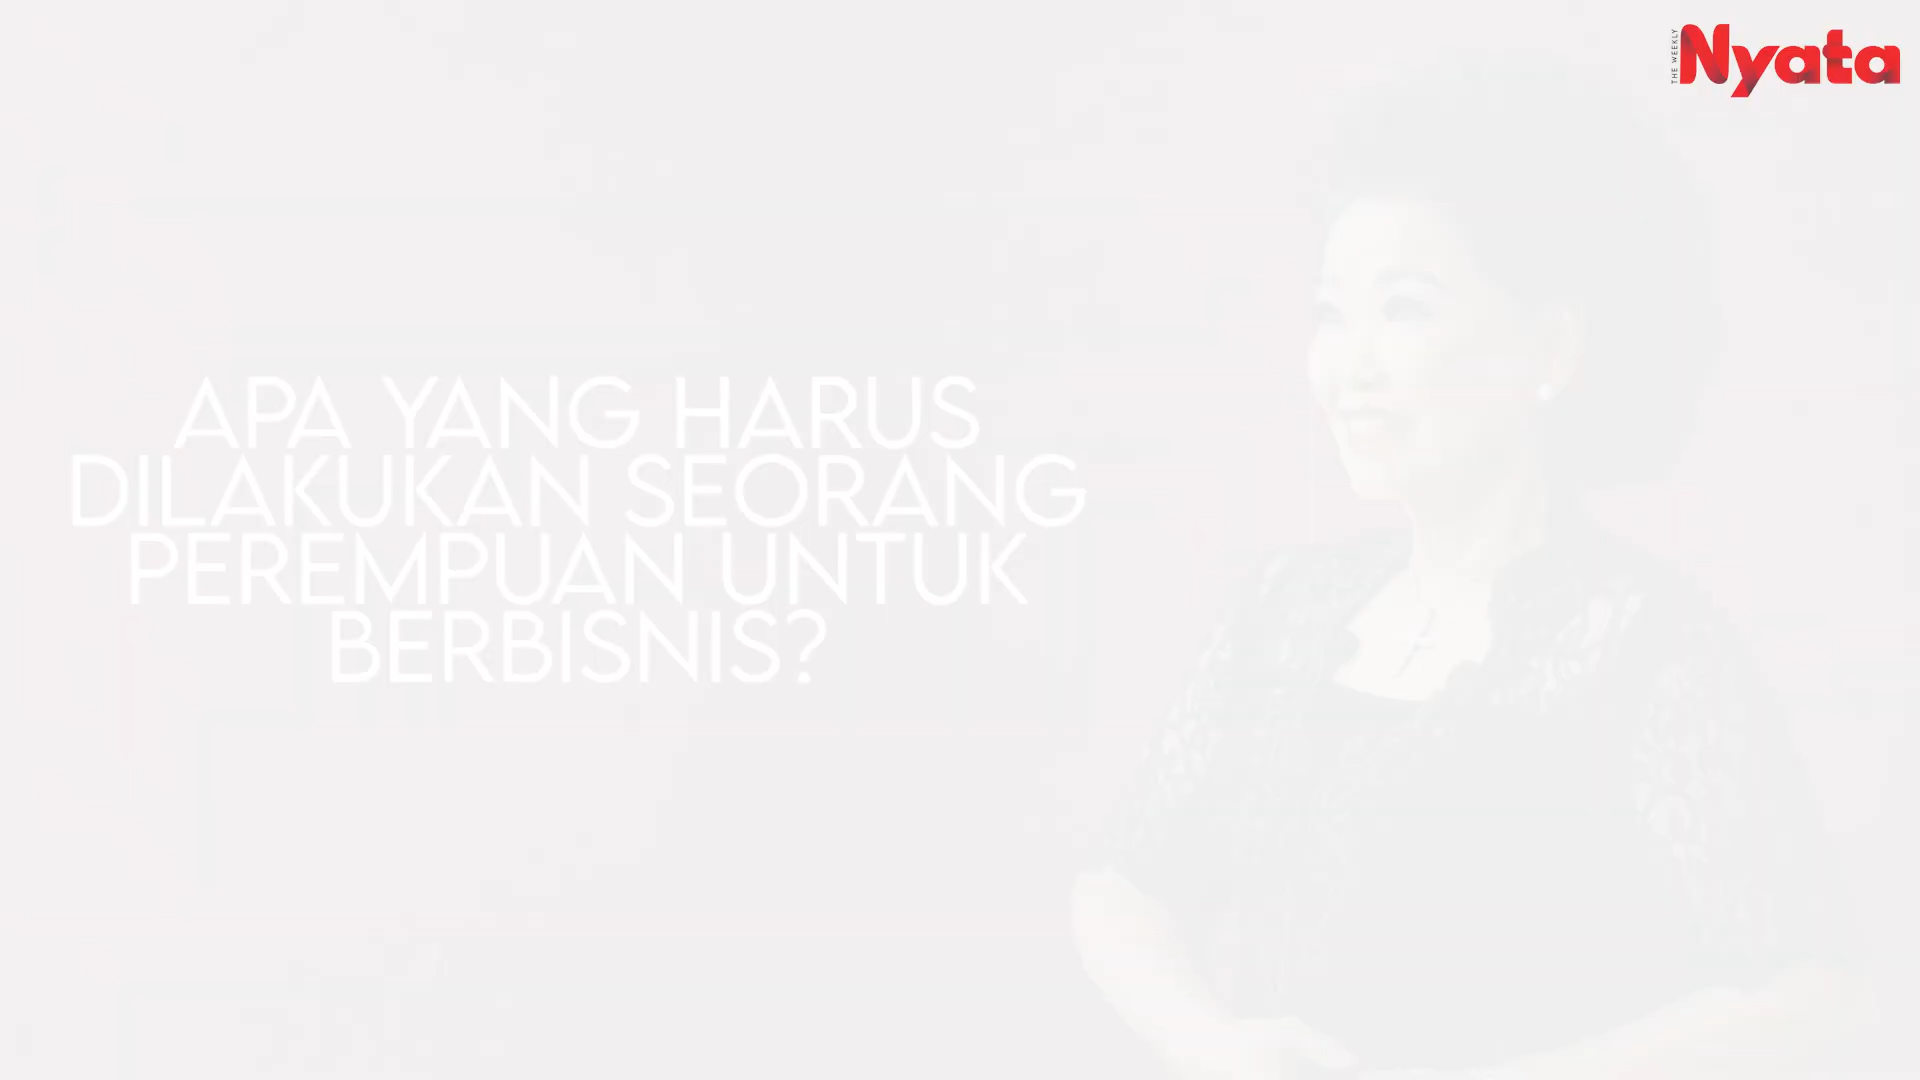 THE WEEKLY
Nyata
APA YANG HARUS
DILAKUKAN SEORANG
PEREMPUAN UNTUK
BERBISNIS?